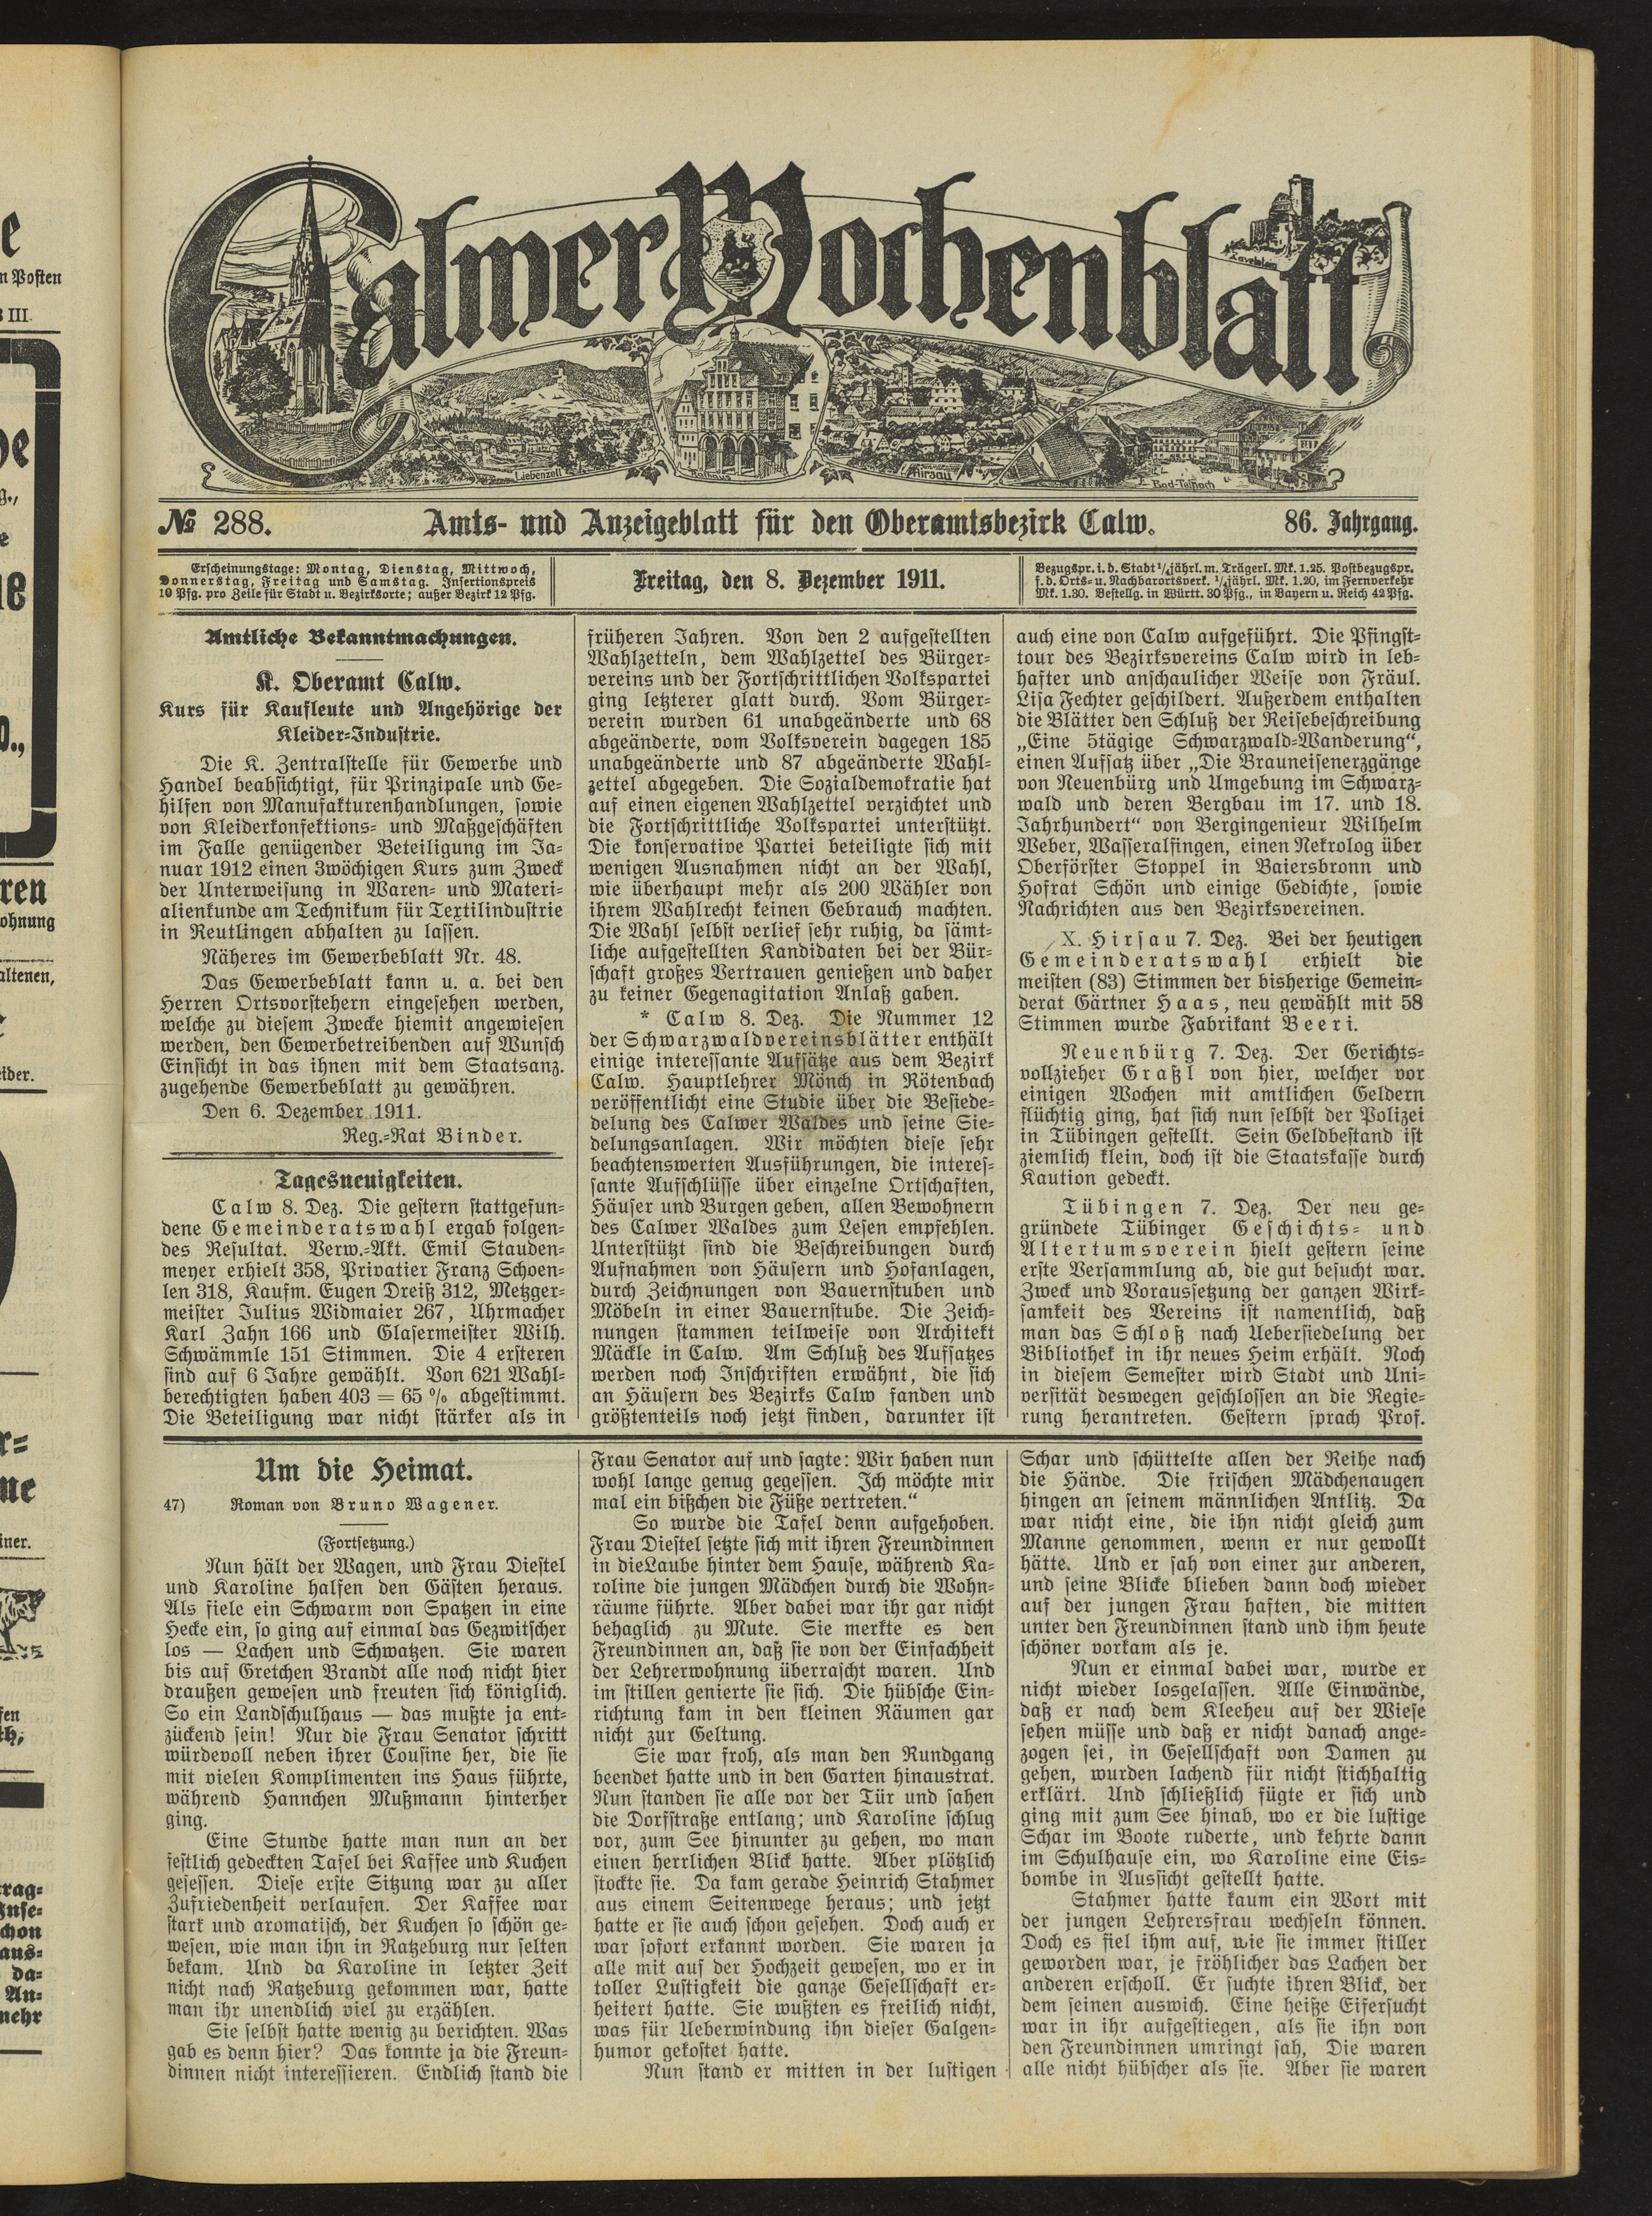 Calwer Wochenblatt
Zavelstein
Liebenzell
Rathaus
Hirsau
Bad-Teinach
№ 288.
Amts- und Anzeigeblatt für den Oberamtsbezirk Calw.
86. Jahrgang.
Erscheinungstage: Montag, Dienstag, Mittwoch,
Donnerstag, Freitag und Samstag. Insertionspreis
10 Pfg. pro Zeile für Stadt u. Bezirksorte; außer Bezirk 12 Pfg.
Freitag, den 8. Dezember 1911.
Bezugspr. i. d. Stadt ¼jährl. m. Trägerl. Mk. 1.25. Postbezugspr.
f. d. Orts- u. Nachbarortsverk. ¼jährl. Mk. 1.20, im Fernverkehr
Mk. 1.30. Bestellg. in Württ. 30 Pfg., in Bayern u. Reich 42 Pfg.
Amtliche Bekanntmachungen.
K. Oberamt Calw.
Kurs für Kaufleute und Angehörige der
Kleider-Industrie.
Die K. Zentralstelle für Gewerbe und
Handel beabsichtigt, für Prinzipale und Ge-
hilfen von Manufakturenhandlungen, sowie
von Kleiderkonfektions- und Maßgeschäften
im Falle genügender Beteiligung im Ja-
nuar 1912 einen 3wöchigen Kurs zum Zweck
der Unterweisung in Waren- und Materi-
alienkunde am Technikum für Textilindustrie
in Reutlingen abhalten zu lassen.
Näheres im Gewerbeblatt Nr. 48.
Das Gewerbeblatt kann u. a. bei den
Herren Ortsvorstehern eingesehen werden,
welche zu diesem Zwecke hiemit angewiesen
werden, den Gewerbetreibenden auf Wunsch
Einsicht in das ihnen mit dem Staatsanz.
zugehende Gewerbeblatt zu gewähren.
Den 6. Dezember 1911.
Reg.-Rat Binder.
Tagesneuigkeiten.
Calw 8. Dez. Die gestern stattgefun-
dene Gemeinderatswahl ergab folgen-
des Resultat. Verw.-Akt. Emil Stauden-
meyer erhielt 358, Privatier Franz Schoen-
len 318, Kaufm. Eugen Dreiß 312, Metzger-
meister Julius Widmaier 267, Uhrmacher
Karl Zahn 166 und Glasermeister Wilh.
Schwämmle 151 Stimmen. Die 4 ersteren
sind auf 6 Jahre gewählt. Von 621 Wahl-
berechtigten haben 403 = 65 % abgestimmt.
Die Beteiligung war nicht stärker als in
früheren Jahren. Von den 2 aufgestellten
Wahlzetteln, dem Wahlzettel des Bürger-
vereins und der Fortschrittlichen Volkspartei
ging letzterer glatt durch. Vom Bürger-
verein wurden 61 unabgeänderte und 68
abgeänderte, vom Volksverein dagegen 185
unabgeänderte und 87 abgeänderte Wahl-
zettel abgegeben. Die Sozialdemokratie hat
auf einen eigenen Wahlzettel verzichtet und
die Fortschrittliche Volkspartei unterstützt.
Die konservative Partei beteiligte sich mit
wenigen Ausnahmen nicht an der Wahl,
wie überhaupt mehr als 200 Wähler von
ihrem Wahlrecht keinen Gebrauch machten.
Die Wahl selbst verlief sehr ruhig, da sämt-
liche aufgestellten Kandidaten bei der Bür-
schaft großes Vertrauen genießen und daher
zu keiner Gegenagitation Anlaß gaben.
* Calw 8. Dez. Die Nummer 12
der Schwarzwaldvereinsblätter enthält
einige interessante Aufsätze aus dem Bezirk
Calw. Hauptlehrer Mönch in Rötenbach
veröffentlicht eine Studie über die Besiede-
delung des Calwer Waldes und seine Sie-
delungsanlagen. Wir möchten diese sehr
beachtenswerten Ausführungen, die interes-
sante Aufschlüsse über einzelne Ortschaften,
Häuser und Burgen geben, allen Bewohnern
des Calwer Waldes zum Lesen empfehlen.
Unterstützt sind die Beschreibungen durch
Aufnahmen von Häusern und Hofanlagen,
durch Zeichnungen von Bauernstuben und
Möbeln in einer Bauernstube. Die Zeich-
nungen stammen teilweise von Architekt
Mäckle in Calw. Am Schluß des Aufsatzes
werden noch Inschriften erwähnt, die sich
an Häusern des Bezirks Calw fanden und
größtenteils noch jetzt finden, darunter ist
auch eine von Calw aufgeführt. Die Pfingst-
tour des Bezirksvereins Calw wird in leb-
hafter und anschaulicher Weise von Fräul.
Lisa Fechter geschildert. Außerdem enthalten
die Blätter den Schluß der Reisebeschreibung
„Eine 5tägige Schwarzwald-Wanderung“,
einen Aufsatz über „Die Brauneisenerzgänge
von Neuenbürg und Umgebung im Schwarz-
wald und deren Bergbau im 17. und 18.
Jahrhundert“ von Bergingenieur Wilhelm
Weber, Wasseralfingen, einen Nekrolog über
Oberförster Stoppel in Baiersbronn und
Hofrat Schön und einige Gedichte, sowie
Nachrichten aus den Bezirksvereinen.
X. Hirsau 7. Dez. Bei der heutigen
Gemeinderatswahl erhielt die
meisten (83) Stimmen der bisherige Gemein-
derat Gärtner Haas, neu gewählt mit 58
Stimmen wurde Fabrikant Beeri.
Neuenbürg 7. Dez. Der Gerichts-
vollzieher Graßl von hier, welcher vor
einigen Wochen mit amtlichen Geldern
flüchtig ging, hat sich nun selbst der Polizei
in Tübingen gestellt. Sein Geldbestand ist
ziemlich klein, doch ist die Staatskasse durch
Kaution gedeckt.
Tübingen 7. Dez. Der neu ge-
gründete Tübinger Geschichts- und
Altertumsverein hielt gestern seine
erste Versammlung ab, die gut besucht war.
Zweck und Voraussetzung der ganzen Wirk-
samkeit des Vereins ist namentlich, daß
man das Schloß nach Uebersiedelung der
Bibliothek in ihr neues Heim erhält. Noch
in diesem Semester wird Stadt und Uni-
versität deswegen geschlossen an die Regie-
rung herantreten. Gestern sprach Prof.
Um die Heimat.
47) Roman von Bruno Wagener.
(Fortsetzung.)
Nun hält der Wagen, und Frau Diestel
und Karoline halfen den Gästen heraus.
Als fiele ein Schwarm von Spatzen in eine
Hecke ein, so ging auf einmal das Gezwitscher
los — Lachen und Schwatzen. Sie waren
bis auf Gretchen Brandt alle noch nicht hier
draußen gewesen und freuten sich königlich.
So ein Landschulhaus — das mußte ja ent-
zückend sein! Nur die Frau Senator schritt
würdevoll neben ihrer Cousine her, die sie
mit vielen Komplimenten ins Haus führte,
während Hannchen Mußmann hinterher
ging.
Eine Stunde hatte man nun an der
festlich gedeckten Tafel bei Kaffee und Kuchen
gesessen. Diese erste Sitzung war zu aller
Zufriedenheit verlaufen. Der Kaffee war
stark und aromatisch, der Kuchen so schön ge-
wesen, wie man ihn in Ratzeburg nur selten
bekam. Und da Karoline in letzter Zeit
nicht nach Ratzeburg gekommen war, hatte
man ihr unendlich viel zu erzählen.
Sie selbst hatte wenig zu berichten. Was
gab es denn hier? Das konnte ja die Freun-
dinnen nicht interessieren. Endlich stand die
Frau Senator auf und sagte: Wir haben nun
wohl lange genug gegessen. Ich möchte mir
mal ein bißchen die Füße vertreten.“
So wurde die Tafel denn aufgehoben.
Frau Diestel setzte sich mit ihren Freundinnen
in dieLaube hinter dem Hause, während Ka-
roline die jungen Mädchen durch die Wohn-
räume führte. Aber dabei war ihr gar nicht
behaglich zu Mute. Sie merkte es den
Freundinnen an, daß sie von der Einfachheit
der Lehrerwohnung überrascht waren. Und
im stillen genierte sie sich. Die hübsche Ein-
richtung kam in den kleinen Räumen gar
nicht zur Geltung.
Sie war froh, als man den Rundgang
beendet hatte und in den Garten hinaustrat.
Nun standen sie alle vor der Tür und sahen
die Dorfstraße entlang; und Karoline schlug
vor, zum See hinunter zu gehen, wo man
einen herrlichen Blick hatte. Aber plötzlich
stockte sie. Da kam gerade Heinrich Stahmer
aus einem Seitenwege heraus; und jetzt
hatte er sie auch schon gesehen. Doch auch er
war sofort erkannt worden. Sie waren ja
alle mit auf der Hochzeit gewesen, wo er in
toller Lustigkeit die ganze Gesellschaft er-
heitert hatte. Sie wußten es freilich nicht,
was für Ueberwindung ihn dieser Galgen-
humor gekostet hatte.
Nun stand er mitten in der lustigen
Schar und schüttelte allen der Reihe nach
die Hände. Die frischen Mädchenaugen
hingen an seinem männlichen Antlitz. Da
war nicht eine, die ihn nicht gleich zum
Manne genommen, wenn er nur gewollt
hätte. Und er sah von einer zur anderen,
und seine Blicke blieben dann doch wieder
auf der jungen Frau haften, die mitten
unter den Freundinnen stand und ihm heute
schöner vorkam als je.
Nun er einmal dabei war, wurde er
nicht wieder losgelassen. Alle Einwände,
daß er nach dem Kleeheu auf der Wiese
sehen müsse und daß er nicht danach ange-
zogen sei, in Gesellschaft von Damen zu
gehen, wurden lachend für nicht stichhaltig
erklärt. Und schließlich fügte er sich und
ging mit zum See hinab, wo er die lustige
Schar im Boote ruderte, und kehrte dann
im Schulhause ein, wo Karoline eine Eis-
bombe in Aussicht gestellt hatte.
Stahmer hatte kaum ein Wort mit
der jungen Lehrersfrau wechseln können.
Doch es fiel ihm auf, wie sie immer stiller
geworden war, je fröhlicher das Lachen der
anderen erscholl. Er suchte ihren Blick, der
dem seinen auswich. Eine heiße Eifersucht
war in ihr aufgestiegen, als sie ihn von
den Freundinnen umringt sah, Die waren
alle nicht hübscher als sie. Aber sie waren